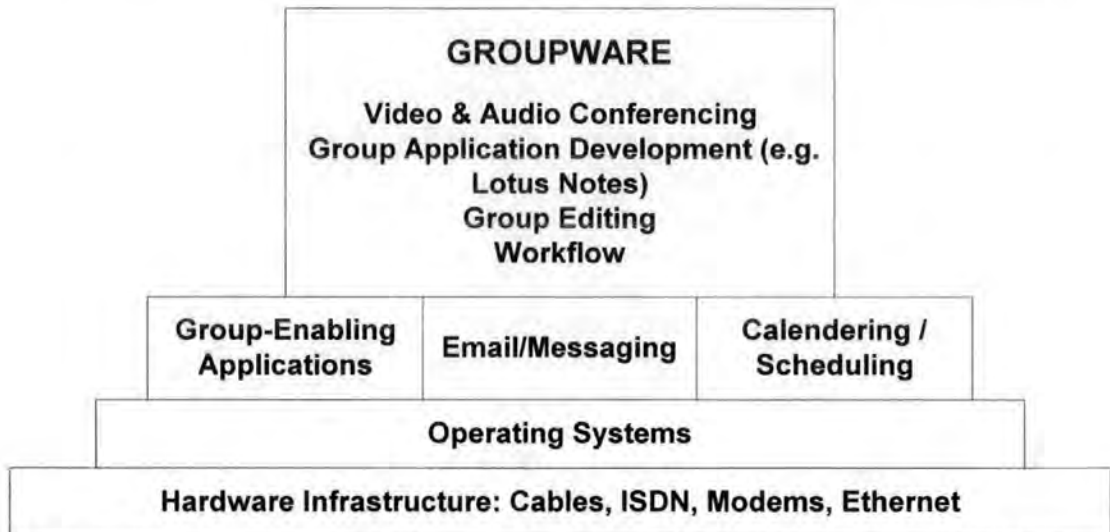 GROUPWARE
Video & Audio Conferencing
Group Application Development (e.g.
Lotus Notes)
Group Editing
Workflow
Group-Enabling
Applications
Email/Messaging
Calendering /
Scheduling
Operating Systems
Hardware Infrastructure: Cables, ISDN, Modems, Ethernet